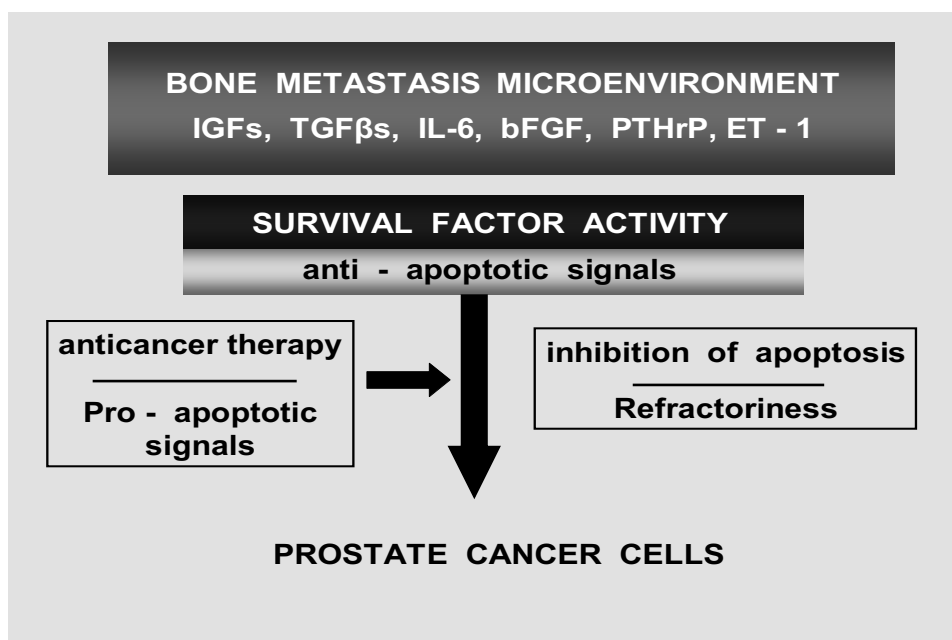 BONE METASTASIS MICROENVIRONMENT
IGFs, TGFβs, IL-6, bFGF, PTHrP, ET - 1
SURVIVAL FACTOR ACTIVITY
anti - apoptotic signals
anticancer therapy
Pro - apoptotic
signals
inhibition of apoptosis
Refractoriness
PROSTATE CANCER CELLS